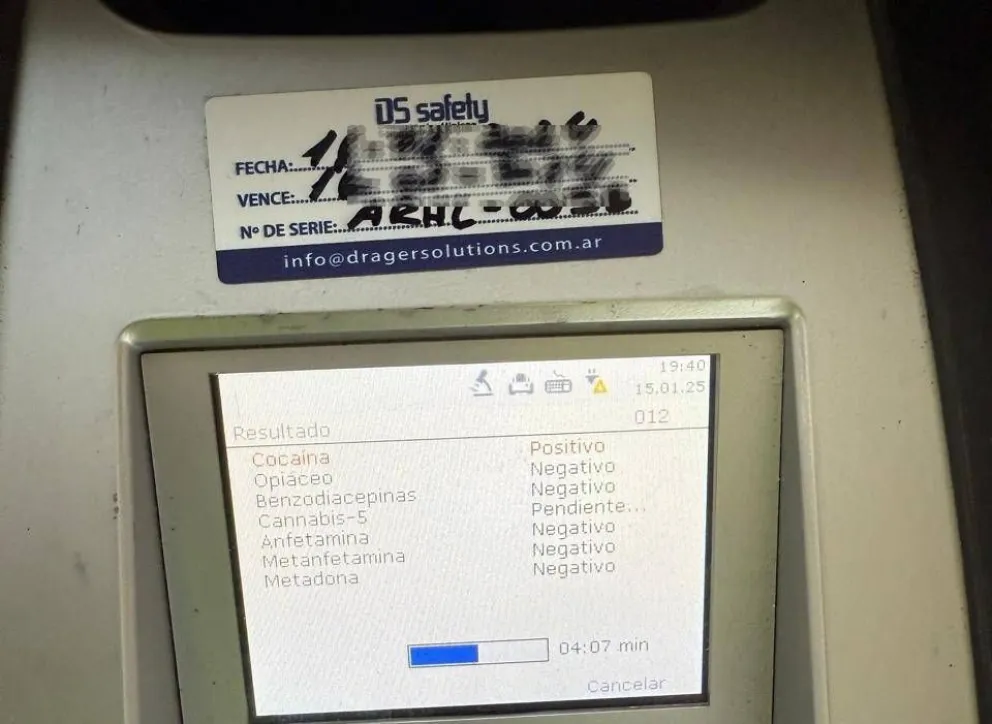 DS safety
FECHA:
VENCE:
Nº DE SERIE: ARHL-
info@dragersolutions.com.ar
19:40
15.01.25
Resultado 012
Cocaína Positivo
Opiáceo Negativo
Benzodiacepinas Negativo
Cannabis-5 Pendiente...
Anfetamina Negativo
Metanfetamina Negativo
Metadona Negativo
04:07 min
Cancelar